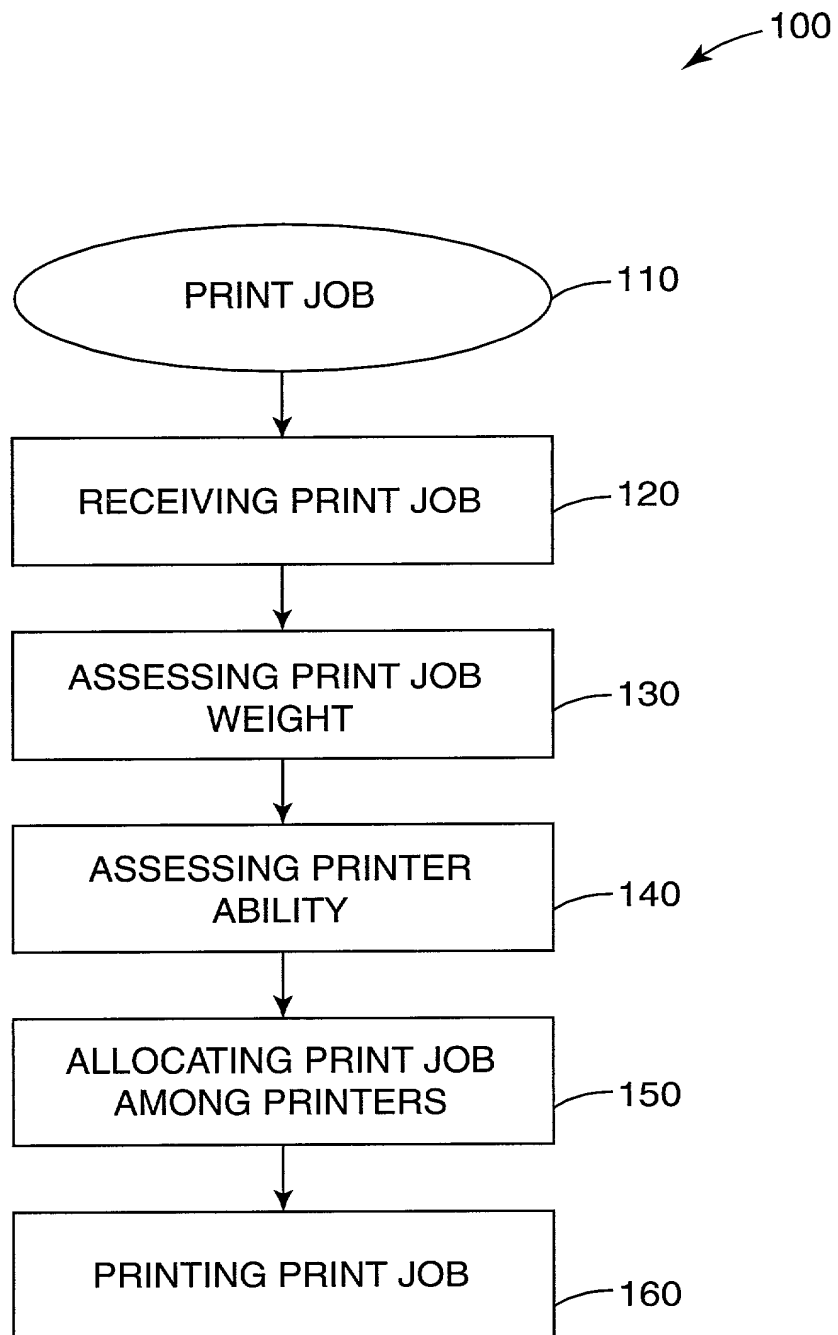 100
PRINT JOB
110
RECEIVING PRINT JOB
120
ASSESSING PRINT JOB
WEIGHT
130
ASSESSING PRINTER
ABILITY
140
ALLOCATING PRINT JOB
AMONG PRINTERS
150
PRINTING PRINT JOB
160